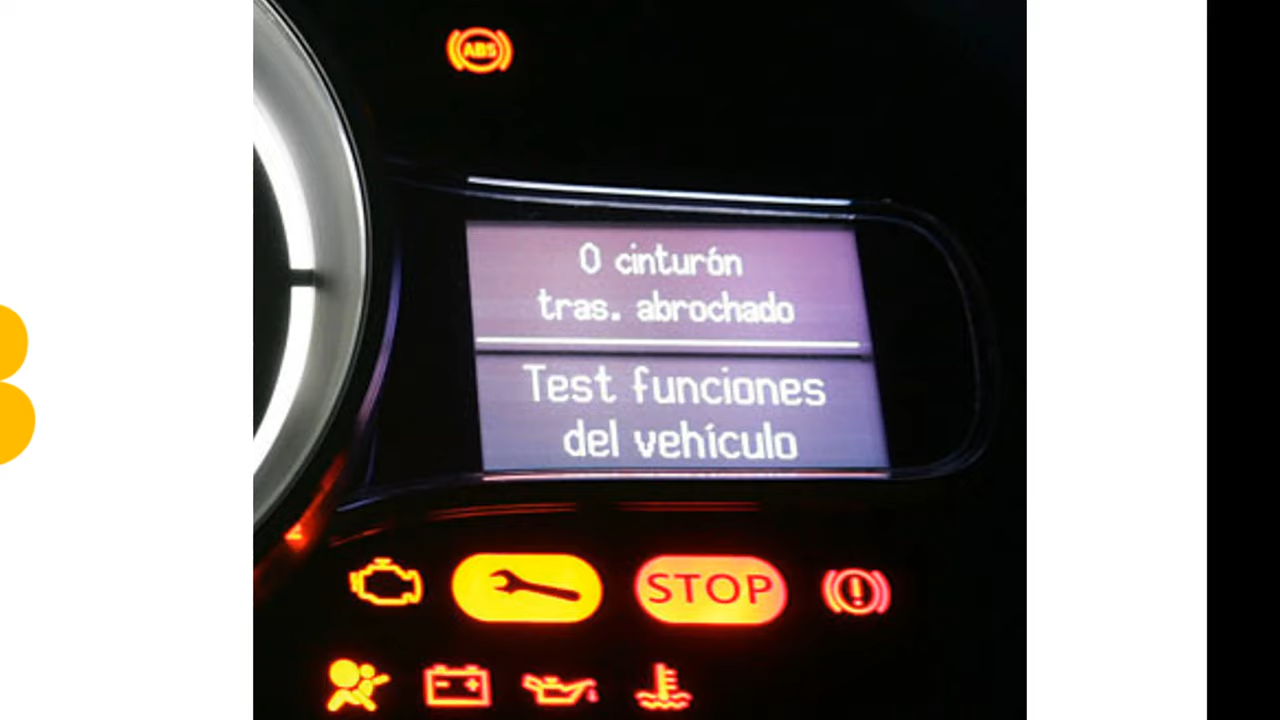 ABS
0 cinturón
tras. abrochado
Test funciones
del vehículo
STOP